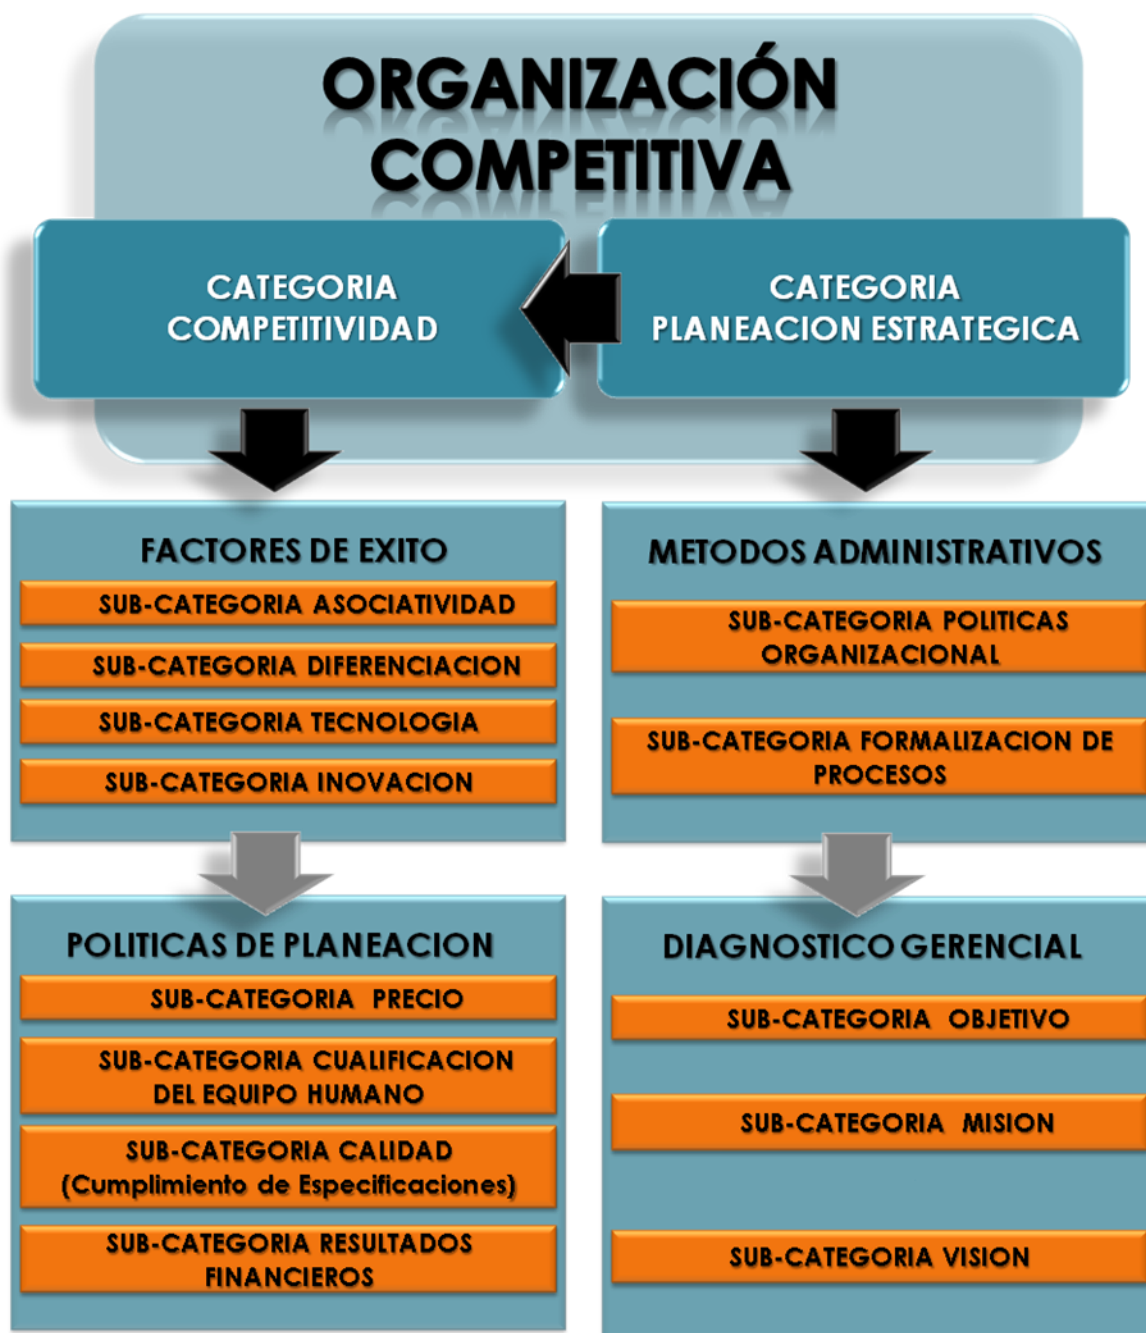 ORGANIZACIÓN
COMPETITIVA
CATEGORIA
COMPETITIVIDAD
CATEGORIA
PLANEACION ESTRATEGICA
FACTORES DE EXITO
SUB-CATEGORIA ASOCIATIVIDAD
SUB-CATEGORIA DIFERENCIACION
SUB-CATEGORIA TECNOLOGIA
SUB-CATEGORIA INOVACION
METODOS ADMINISTRATIVOS
SUB-CATEGORIA POLITICAS
ORGANIZACIONAL
SUB-CATEGORIA FORMALIZACION DE
PROCESOS
POLITICAS DE PLANEACION
SUB-CATEGORIA PRECIO
SUB-CATEGORIA CUALIFICACION
DEL EQUIPO HUMANO
SUB-CATEGORIA CALIDAD
(Cumplimiento de Especificaciones)
SUB-CATEGORIA RESULTADOS
FINANCIEROS
DIAGNOSTICO GERENCIAL
SUB-CATEGORIA OBJETIVO
SUB-CATEGORIA MISION
SUB-CATEGORIA VISION